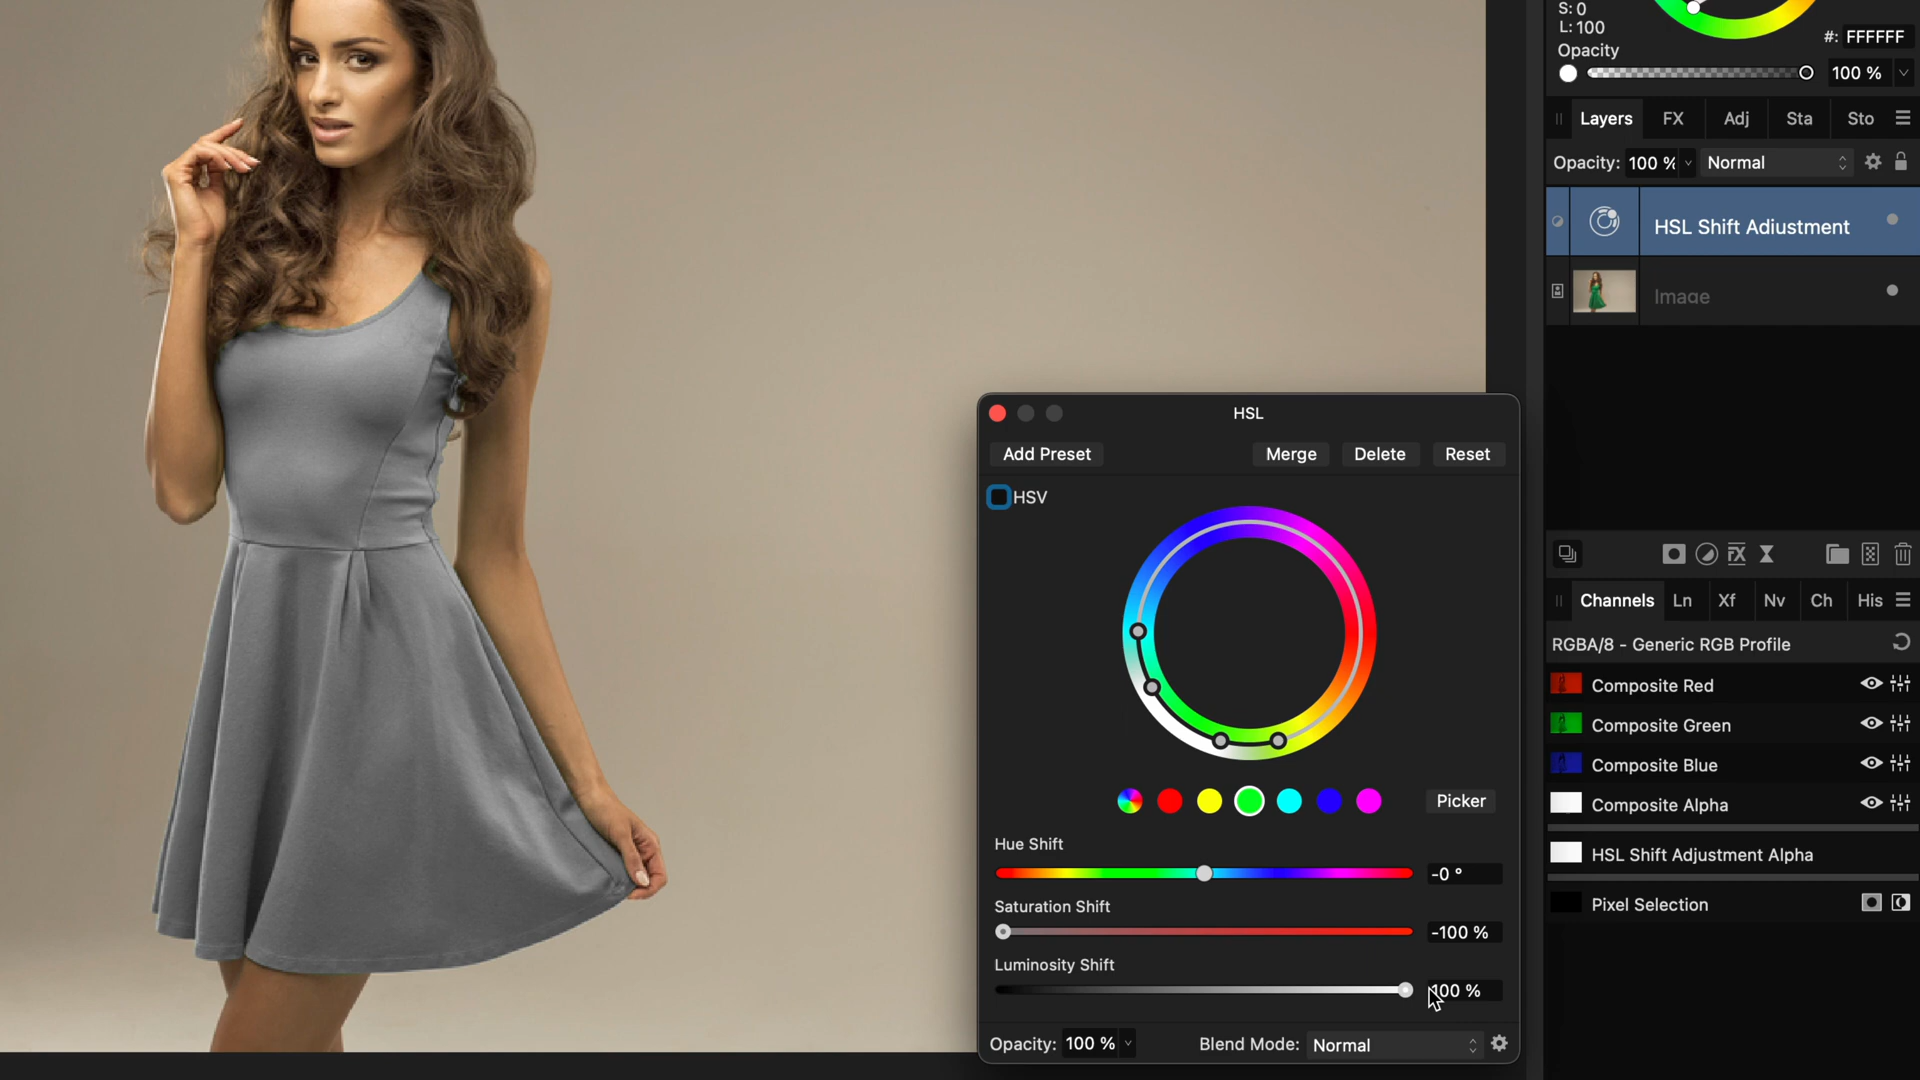 S: 0
L: 100
#: FFFFFF
Opacity
100 %
Layers FX Adj Sta Sto
Opacity: 100 % Normal
HSL Shift Adjustment
Image
HSL
Add Preset Merge Delete Reset
HSV
Picker
Hue Shift
-0 °
Saturation Shift
-100 %
Luminosity Shift
100 %
Opacity: 100 % Blend Mode: Normal
Channels Ln Xf Nv Ch His
RGBA/8 - Generic RGB Profile
Composite Red
Composite Green
Composite Blue
Composite Alpha
HSL Shift Adjustment Alpha
Pixel Selection